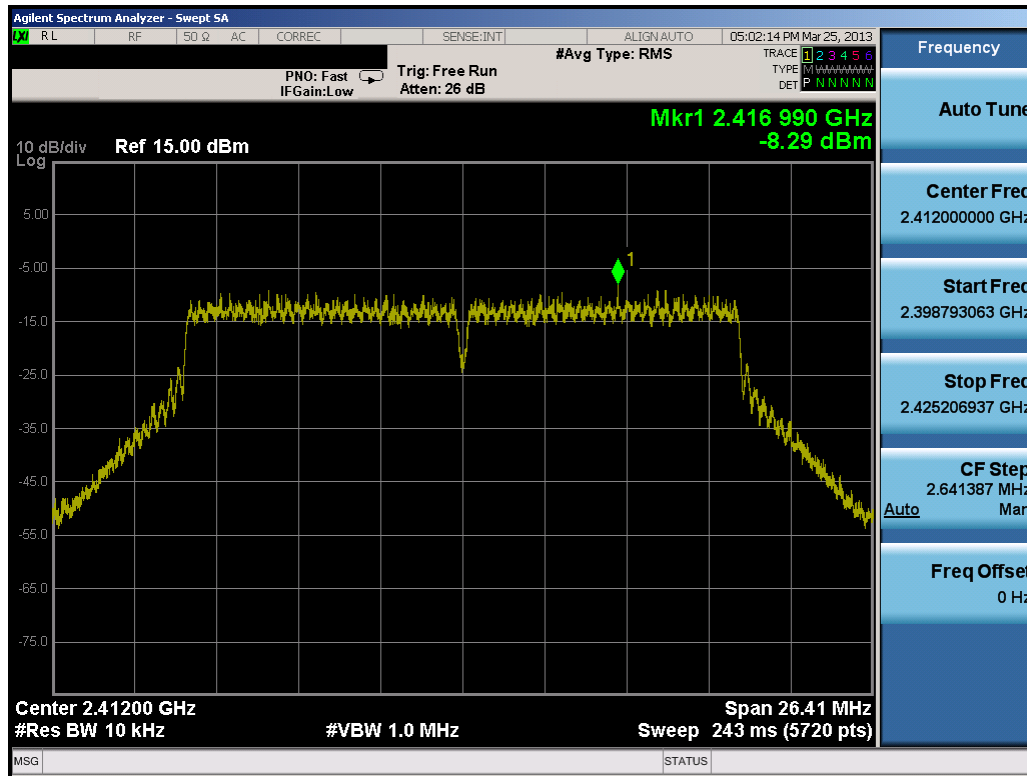 Agilent Spectrum Analyzer - Swept SA
LXI RL RF 50 Ω AC CORREC SENSE:INT ALIGN AUTO 05:02:14 PM Mar 25, 2013
#Avg Type: RMS
TRACE 1 2 3 4 5 6
PNO: Fast Trig: Free Run
TYPE M WWWWW
IFGain:Low Atten: 26 dB
DET P N N N N N
Mkr1 2.416 990 GHz
-8.29 dBm
10 dB/div Ref 15.00 dBm
Log
5.00
-5.00
1
-15.0
-25.0
-35.0
-45.0
-55.0
-65.0
-75.0
Center 2.41200 GHz Span 26.41 MHz
#Res BW 10 kHz #VBW 1.0 MHz Sweep 243 ms (5720 pts)
MSG STATUS
Frequency
Auto Tune
Center Freq
2.412000000 GHz
Start Freq
2.398793063 GHz
Stop Freq
2.425206937 GHz
CF Step
2.641387 MHz
Auto Man
Freq Offset
0 Hz